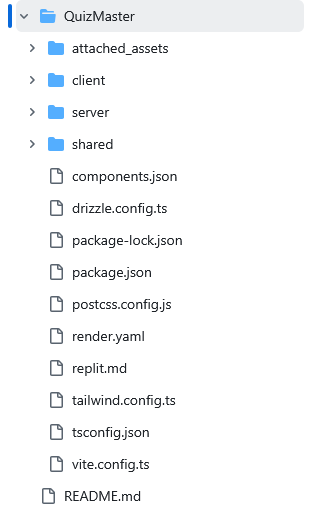 QuizMaster
attached_assets
client
server
shared
components.json
drizzle.config.ts
package-lock.json
package.json
postcss.config.js
render.yaml
replit.md
tailwind.config.ts
tsconfig.json
vite.config.ts
README.md